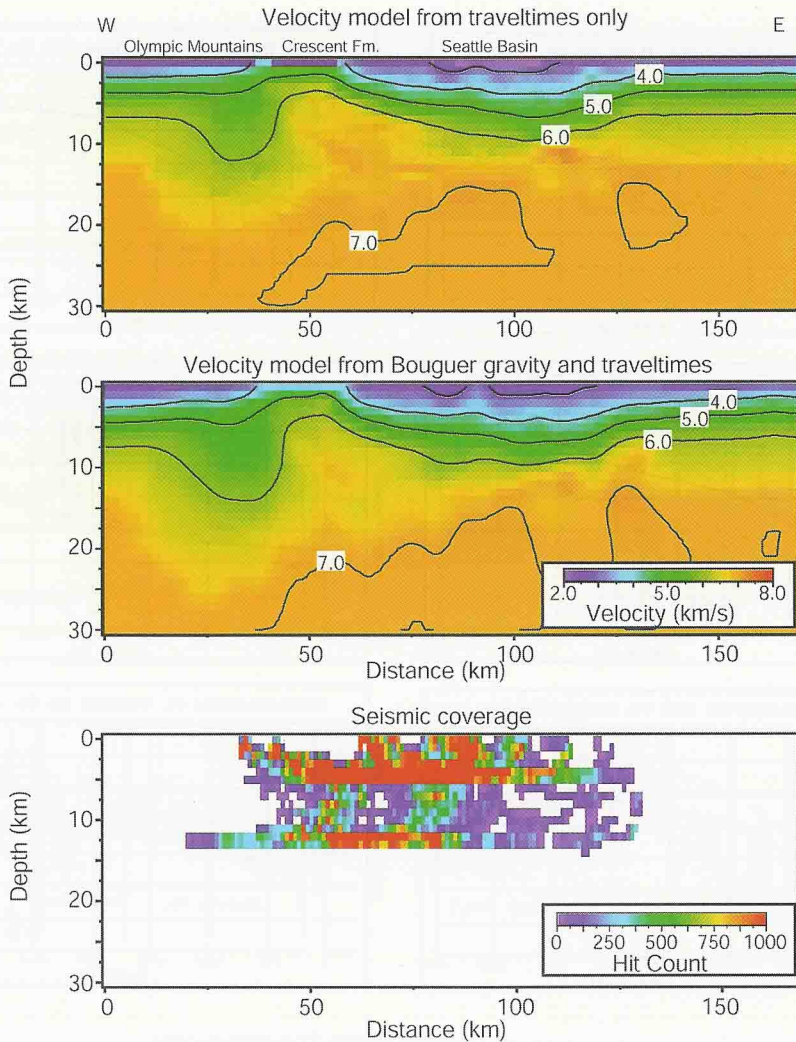 Velocity model from traveltimes only
W E
Olympic Mountains Crescent Fm. Seattle Basin
0
10
20
30
4.0
5.0
6.0
7.0
0 50 100 150
Depth (km)
Velocity model from Bouguer gravity and traveltimes
0
10
20
30
4.0
5.0
6.0
7.0
2.0 5.0 8.0
Velocity (km/s)
0 50 100 150
Distance (km)
Seismic coverage
0
10
20
30
Depth (km)
0 250 500 750 1000
Hit Count
0 50 100 150
Distance (km)